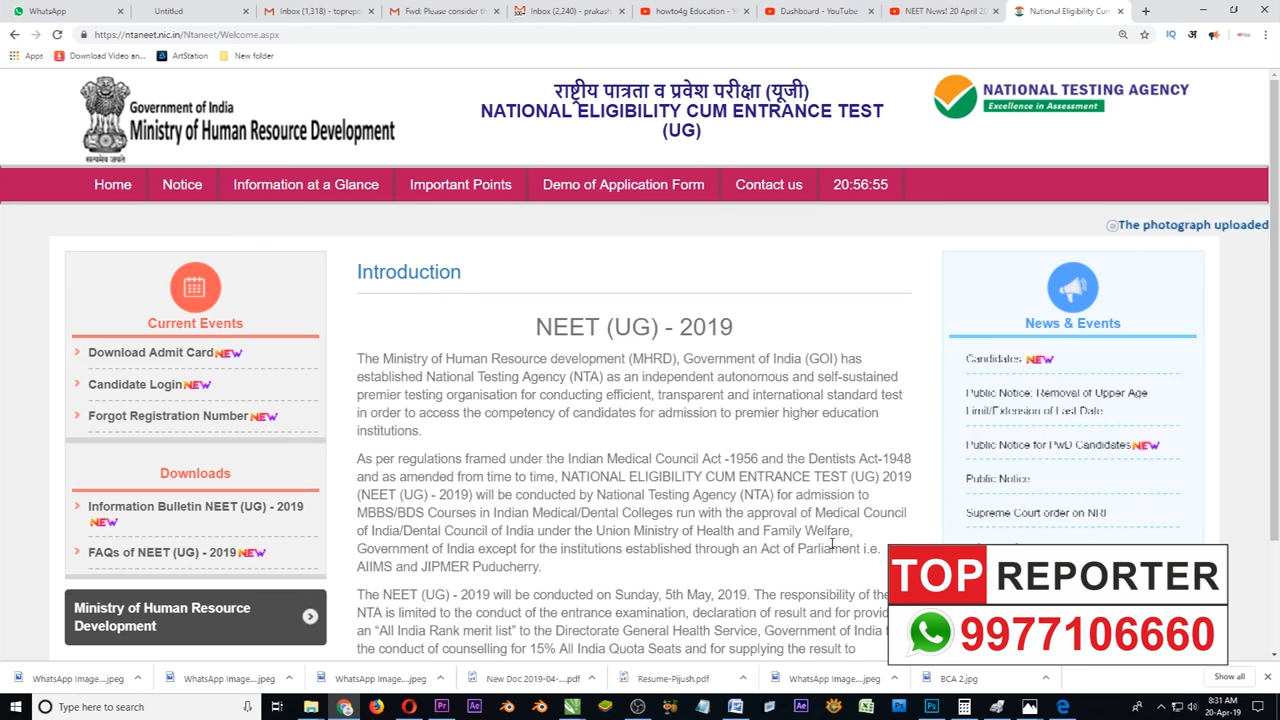 WhatsApp
Untitled
Inbox (1,318) - toprepo
Fwd: Please consider th
Inbox (2,240) - prakash
howto4g Education - Yo
Dashboard - YouTube
NEET News! 20 April 20
National Eligibility Cum
https://ntaneet.nic.in/Ntaneet/Welcome.aspx
IQ
अ
Apps
Download Video an...
ArtStation
New folder
सत्यमेव जयते
Government of India
Ministry of Human Resource Development
राष्ट्रीय पात्रता व प्रवेश परीक्षा (यूजी)
NATIONAL ELIGIBILITY CUM ENTRANCE TEST
(UG)
NATIONAL TESTING AGENCY
Excellence in Assessment
Home
Notice
Information at a Glance
Important Points
Demo of Application Form
Contact us
20:56:55
The photograph uploaded
Current Events
Download Admit Card NEW
Candidate Login NEW
Forgot Registration Number NEW
Downloads
Information Bulletin NEET (UG) - 2019
NEW
FAQs of NEET (UG) - 2019 NEW
Ministry of Human Resource
Development
Introduction
NEET (UG) - 2019
The Ministry of Human Resource development (MHRD), Government of India (GOI) has
established National Testing Agency (NTA) as an independent autonomous and self-sustained
premier testing organisation for conducting efficient, transparent and international standard test
in order to access the competency of candidates for admission to premier higher education
institutions.
As per regulations framed under the Indian Medical Council Act -1956 and the Dentists Act-1948
and as amended from time to time, NATIONAL ELIGIBILITY CUM ENTRANCE TEST (UG) 2019
(NEET (UG) - 2019) will be conducted by National Testing Agency (NTA) for admission to
MBBS/BDS Courses in Indian Medical/Dental Colleges run with the approval of Medical Council
of India/Dental Council of India under the Union Ministry of Health and Family Welfare,
Government of India except for the institutions established through an Act of Parliament i.e.
AIIMS and JIPMER Puducherry.
The NEET (UG) - 2019 will be conducted on Sunday, 5th May, 2019. The responsibility of the
NTA is limited to the conduct of the entrance examination, declaration of result and for provid
an “All India Rank merit list” to the Directorate General Health Service, Government of India
the conduct of counselling for 15% All India Quota Seats and for supplying the result to
News & Events
Candidates NEW
Public Notice: Removal of Upper Age
Limit/Extension of Last Date
Public Notice for PwD Candidates NEW
Public Notice
Supreme Court order on NRI
TOP REPORTER
9977106660
WhatsApp Image....jpeg
WhatsApp Image....jpeg
WhatsApp Image....jpeg
New Doc 2019-04-....pdf
Resume-Pijush.pdf
WhatsApp Image....jpeg
BCA 2.jpg
Show all
Type here to search
8:31 AM
20-Apr-19